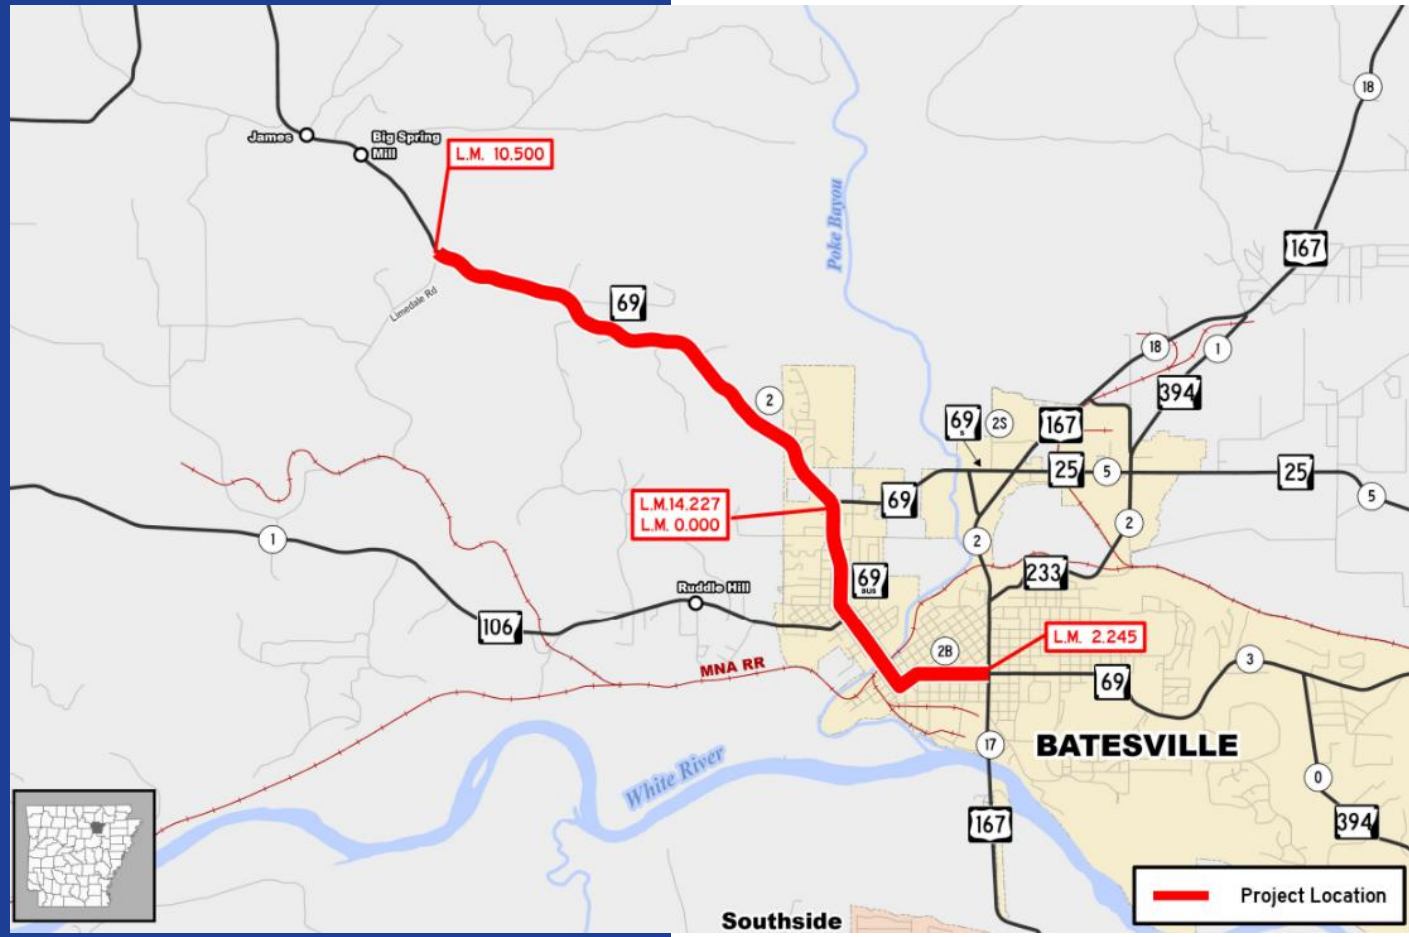 18
James
Big Spring
Mill
L.M. 10.500
Poke Bayou
167
Limedale Rd
69
18
1
394
2
69
S
2S
167
25
5
25
5
L.M.14.227
L.M. 0.000
69
2
1
2
69
BUS
233
Ruddle Hill
106
L.M. 2.245
2B
3
MNA RR
69
17
BATESVILLE
White River
0
167
394
Project Location
Southside